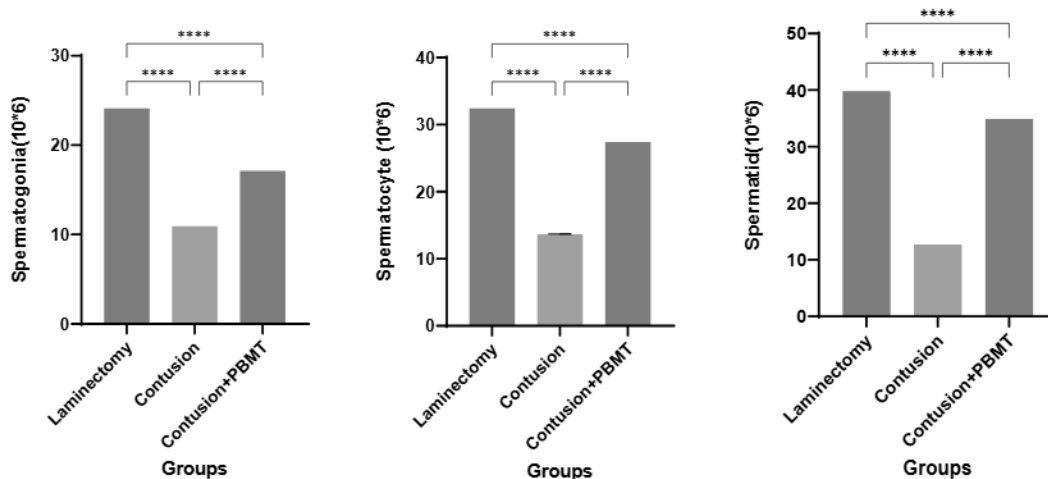 ****
**** ****
30
20
10
0
Spermatogonia(10*6)
Laminectomy
Contusion
Contusion+PBMT
Groups
****
**** ****
40
30
20
10
0
Spermatocyte (10*6)
Laminectomy
Contusion
Contusion+PBMT
Groups
****
**** ****
50
40
30
20
10
0
Spermatid(10*6)
Laminectomy
Contusion
Contusion+PBMT
Groups